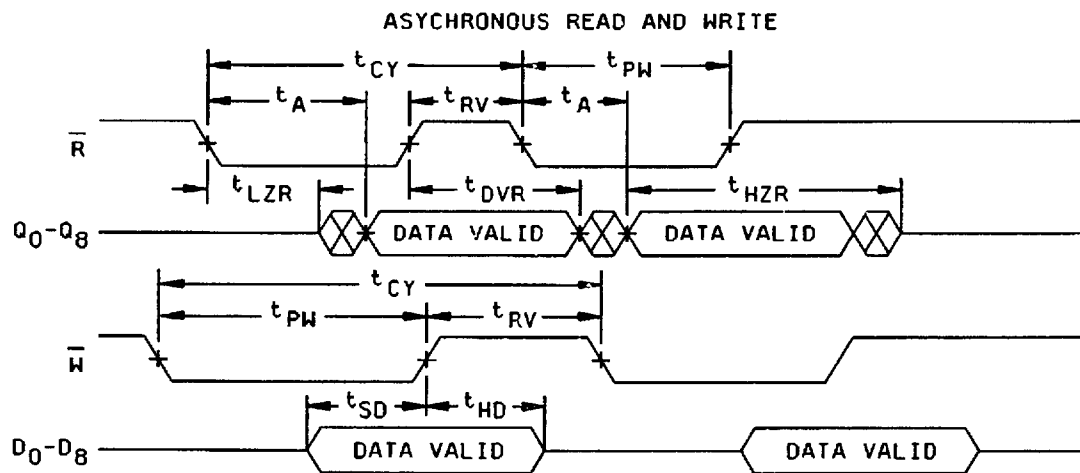 ASYCHRONOUS READ AND WRITE
tCY tPW
tA tRV tA
R̅
tLZR tDVR tHZR
Q0-Q8 DATA VALID DATA VALID
tCY
tPW tRV
W̅
tSD tHD
D0-D8 DATA VALID DATA VALID